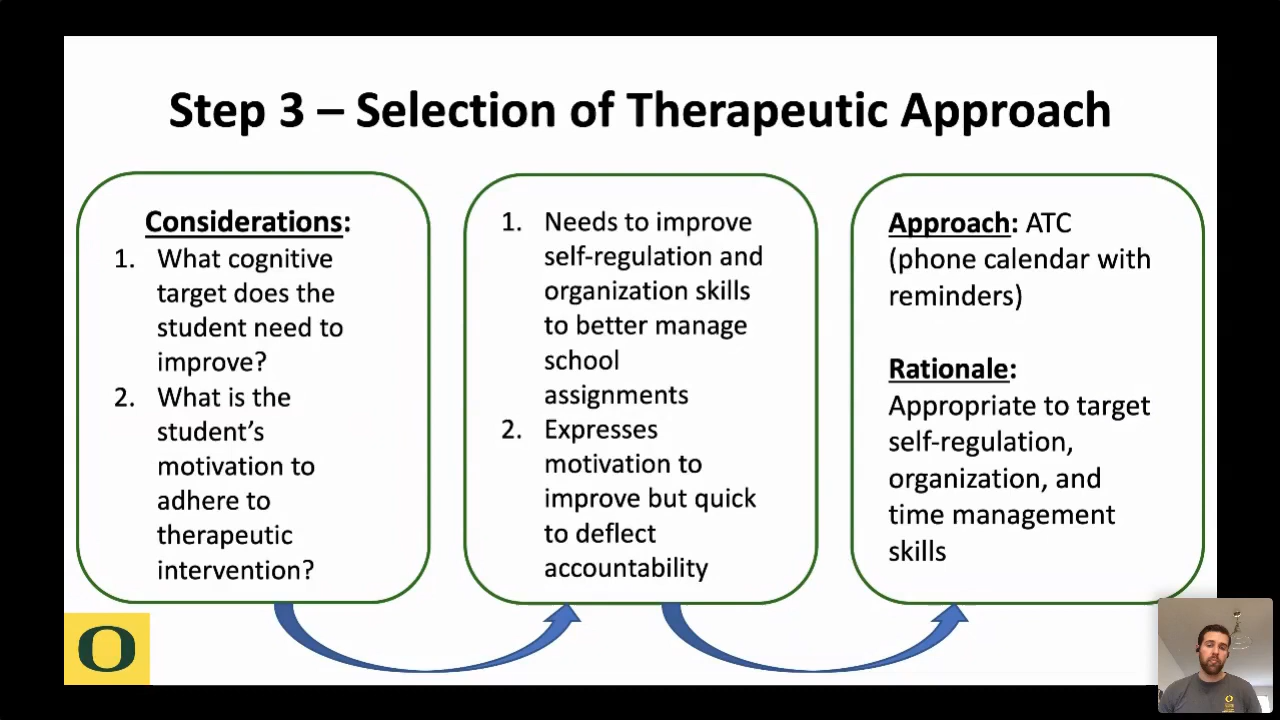 Step 3 – Selection of Therapeutic Approach
Considerations:
1. What cognitive
target does the
student need to
improve?
2. What is the
student’s
motivation to
adhere to
therapeutic
intervention?
1. Needs to improve
self-regulation and
organization skills
to better manage
school
assignments
2. Expresses
motivation to
improve but quick
to deflect
accountability
Approach: ATC
(phone calendar with
reminders)
Rationale:
Appropriate to target
self-regulation,
organization, and
time management
skills
O